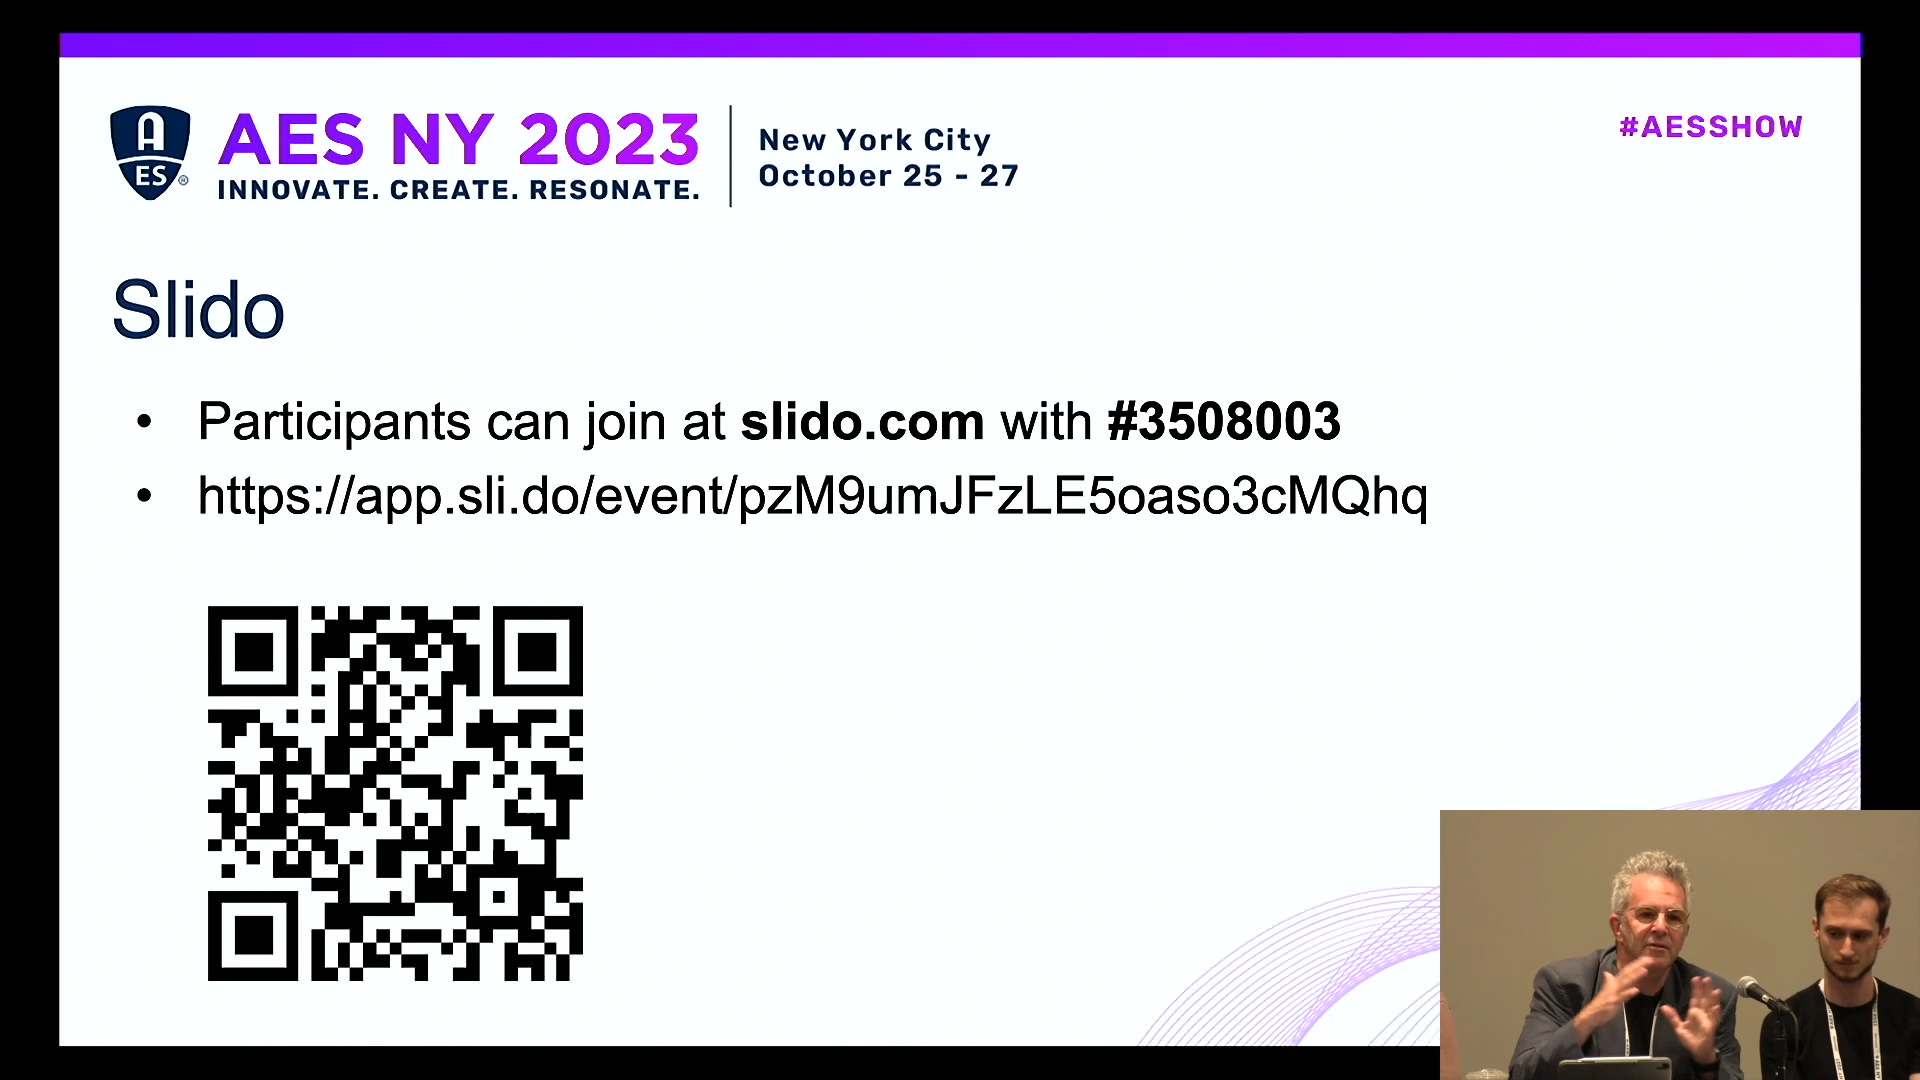 A
ES®
AES NY 2023
INNOVATE. CREATE. RESONATE.
New York City
October 25 - 27
#AESSHOW
Slido
• Participants can join at slido.com with #3508003
• https://app.sli.do/event/pzM9umJFzLE5oaso3cMQhq